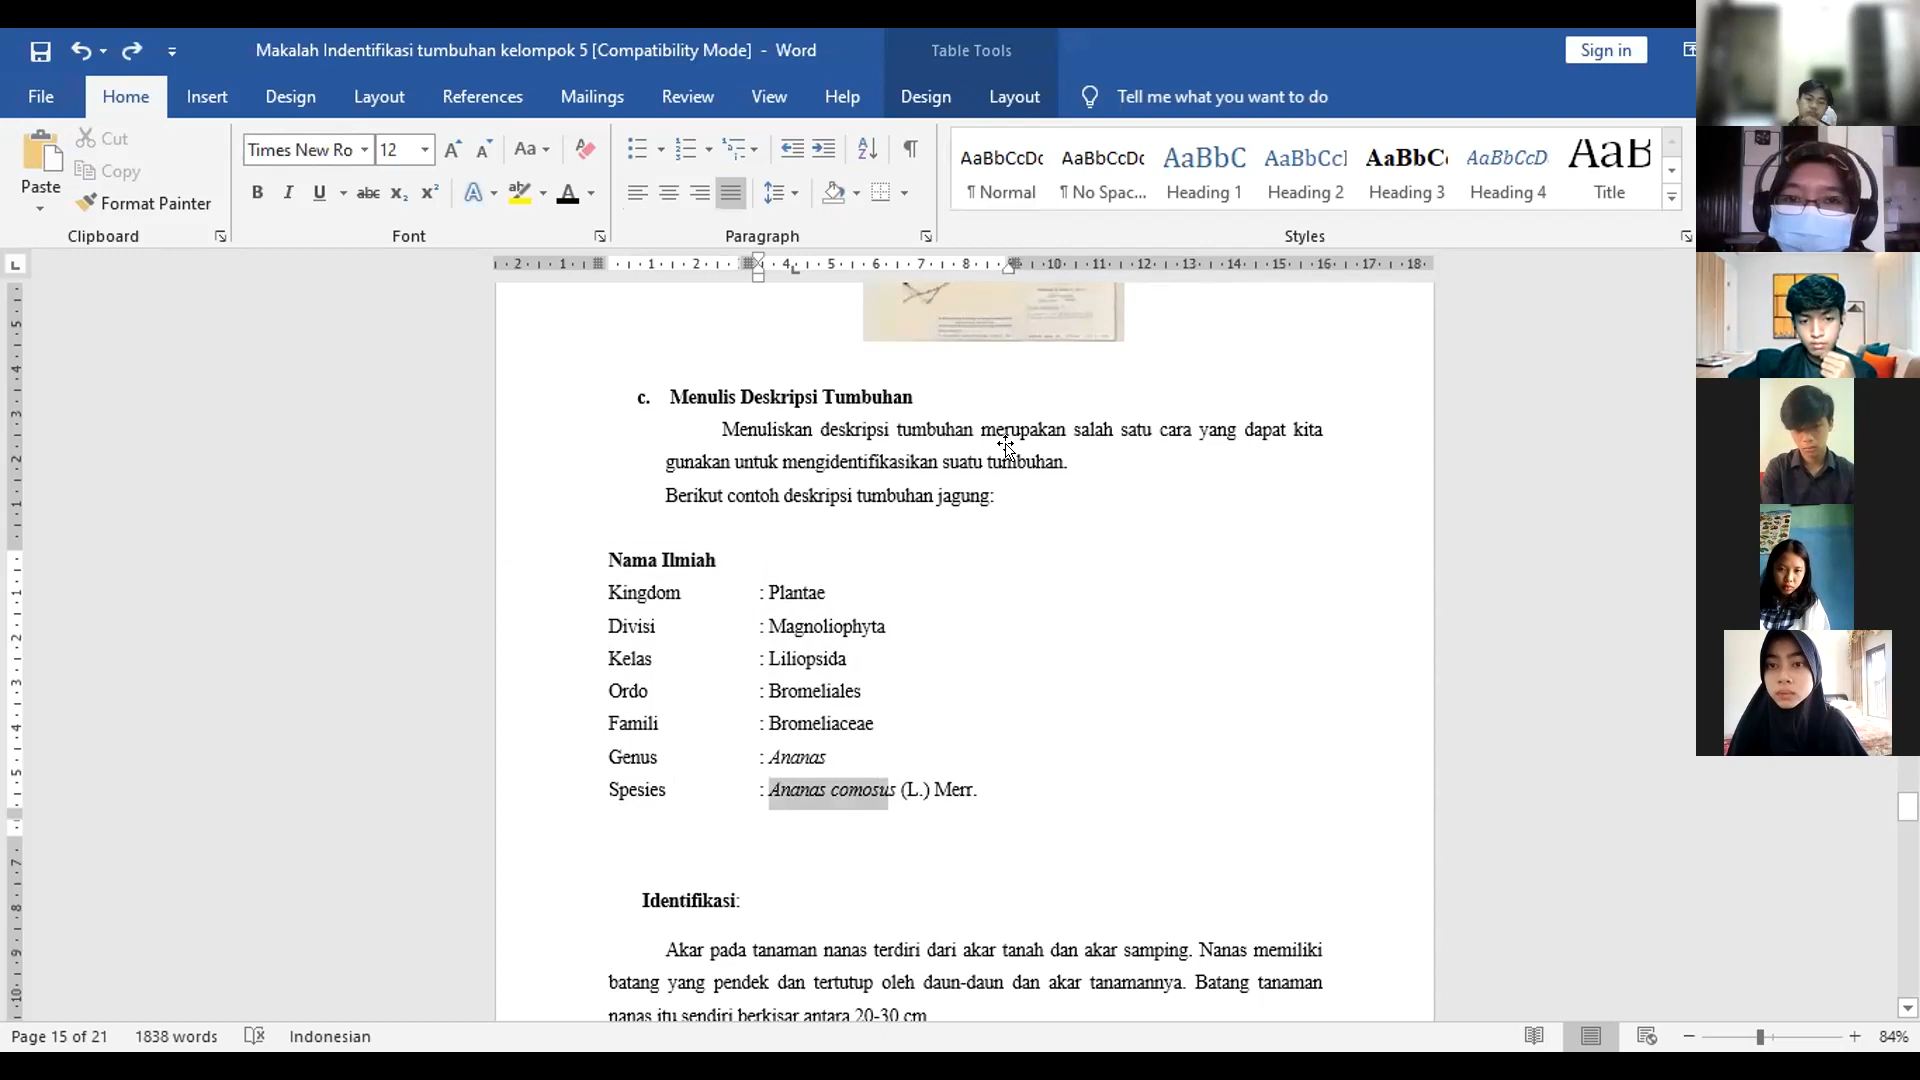 Makalah Indentifikasi tumbuhan kelompok 5 [Compatibility Mode] - Word
Table Tools
Sign in
File Home Insert Design Layout References Mailings Review View Help Design Layout Tell me what you want to do
Paste
Cut
Copy
Format Painter
Clipboard
Times New Ro 12
Font
Paragraph
AaBbCcDc AaBbCcDc AaBbC AaBbCcl AaBbC AaBbCcD AaB
¶ Normal ¶ No Spac... Heading 1 Heading 2 Heading 3 Heading 4 Title
Styles
c. Menulis Deskripsi Tumbuhan
Menuliskan deskripsi tumbuhan merupakan salah satu cara yang dapat kita
gunakan untuk mengidentifikasikan suatu tumbuhan.
Berikut contoh deskripsi tumbuhan jagung:
Nama Ilmiah
Kingdom : Plantae
Divisi : Magnoliophyta
Kelas : Liliopsida
Ordo : Bromeliales
Famili : Bromeliaceae
Genus : Ananas
Spesies : Ananas comosus (L.) Merr.
Identifikasi:
Akar pada tanaman nanas terdiri dari akar tanah dan akar samping. Nanas memiliki
batang yang pendek dan tertutup oleh daun-daun dan akar tanamannya. Batang tanaman
nanas itu sendiri berkisar antara 20-30 cm
Page 15 of 21 1838 words Indonesian 84%